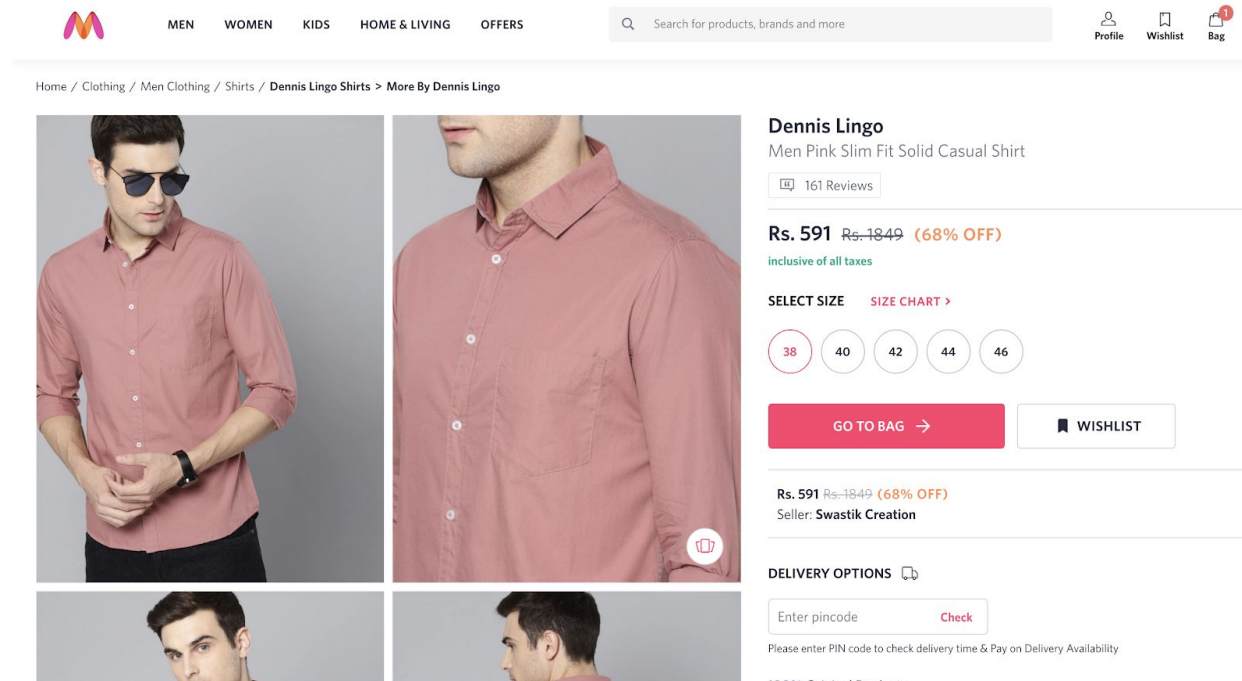 MEN WOMEN KIDS HOME & LIVING OFFERS
Search for products, brands and more
1
Profile Wishlist Bag
Home / Clothing / Men Clothing / Shirts / Dennis Lingo Shirts > More By Dennis Lingo
Dennis Lingo
Men Pink Slim Fit Solid Casual Shirt
161 Reviews
Rs. 591 Rs. 1849 (68% OFF)
inclusive of all taxes
SELECT SIZE SIZE CHART >
38 40 42 44 46
GO TO BAG → WISHLIST
Rs. 591 Rs. 1849 (68% OFF)
Seller: Swastik Creation
DELIVERY OPTIONS
Enter pincode Check
Please enter PIN code to check delivery time & Pay on Delivery Availability